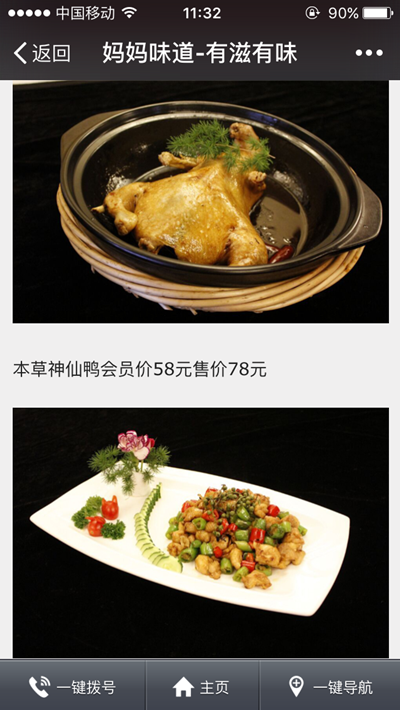 中国移动 11:32 90%
返回 妈妈味道-有滋有味
本草神仙鸭会员价58元售价78元
一键拨号 主页 一键导航